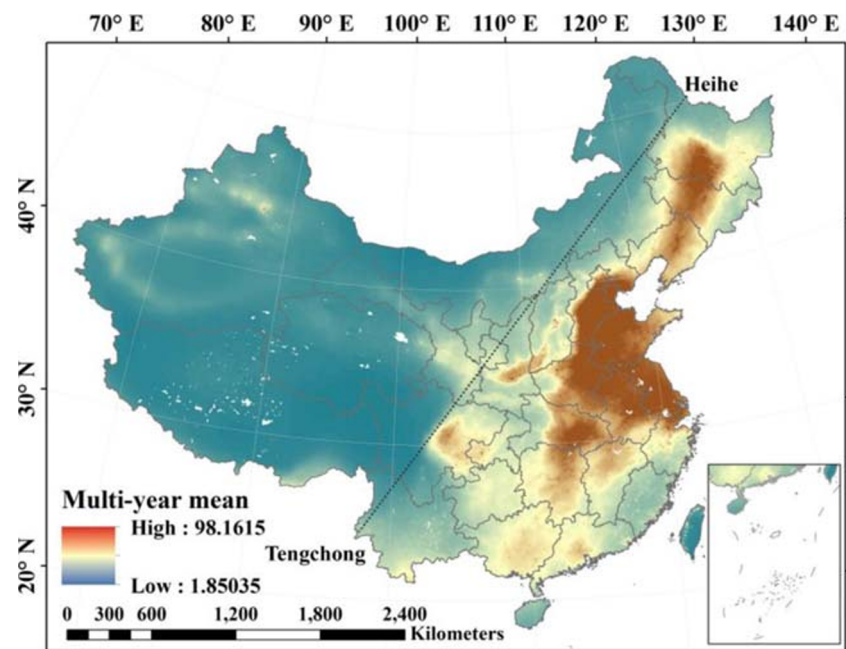 70° E 80° E 90° E 100° E 110° E 120° E 130° E 140° E
Heihe
40° N
30° N
20° N
Multi-year mean
High : 98.1615
Low : 1.85035
Tengchong
0 300 600 1,200 1,800 2,400
Kilometers